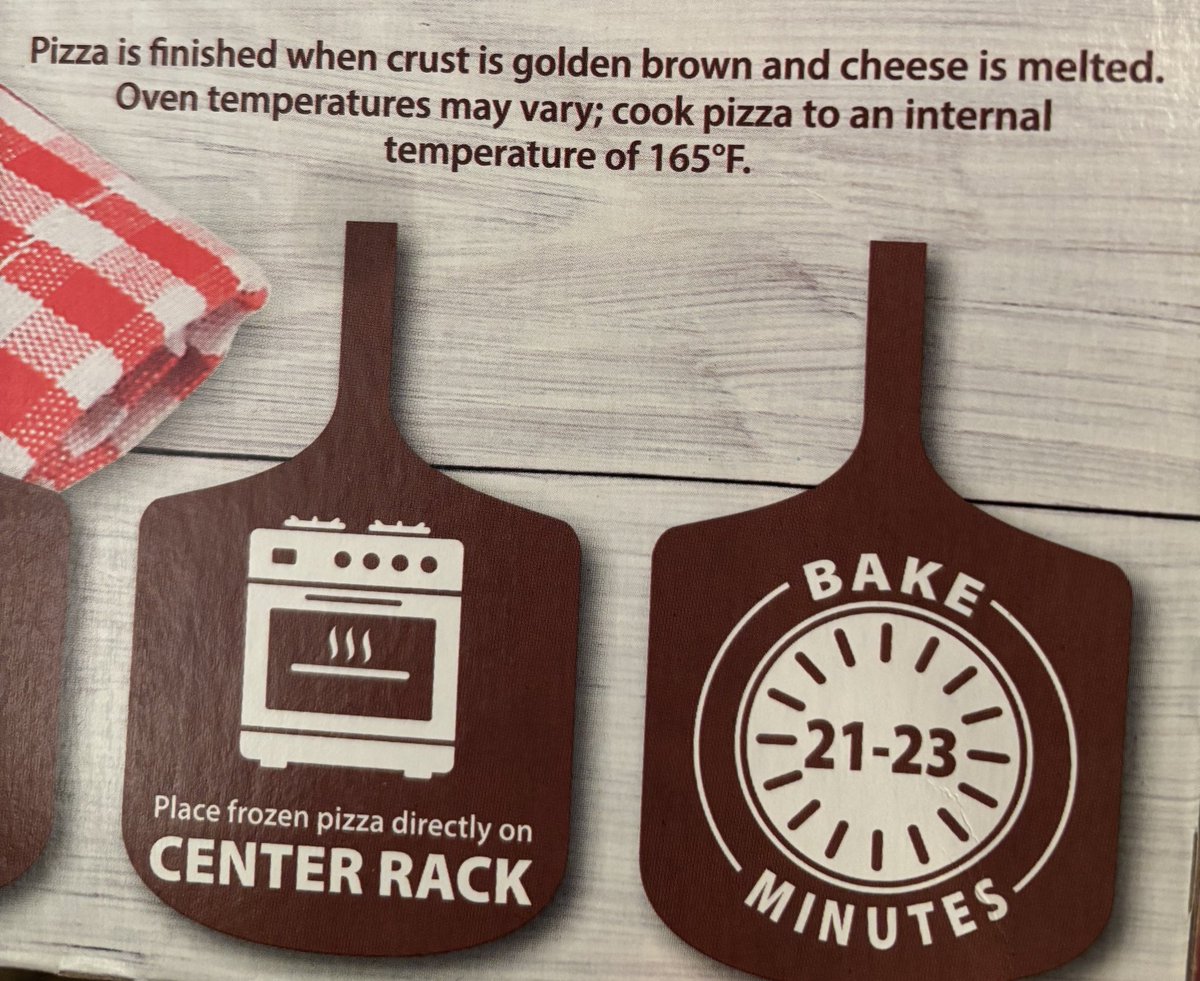 Pizza is finished when crust is golden brown and cheese is melted.
Oven temperatures may vary; cook pizza to an internal
temperature of 165°F.
Place frozen pizza directly on
CENTER RACK
BAKE
21-23
MINUTES